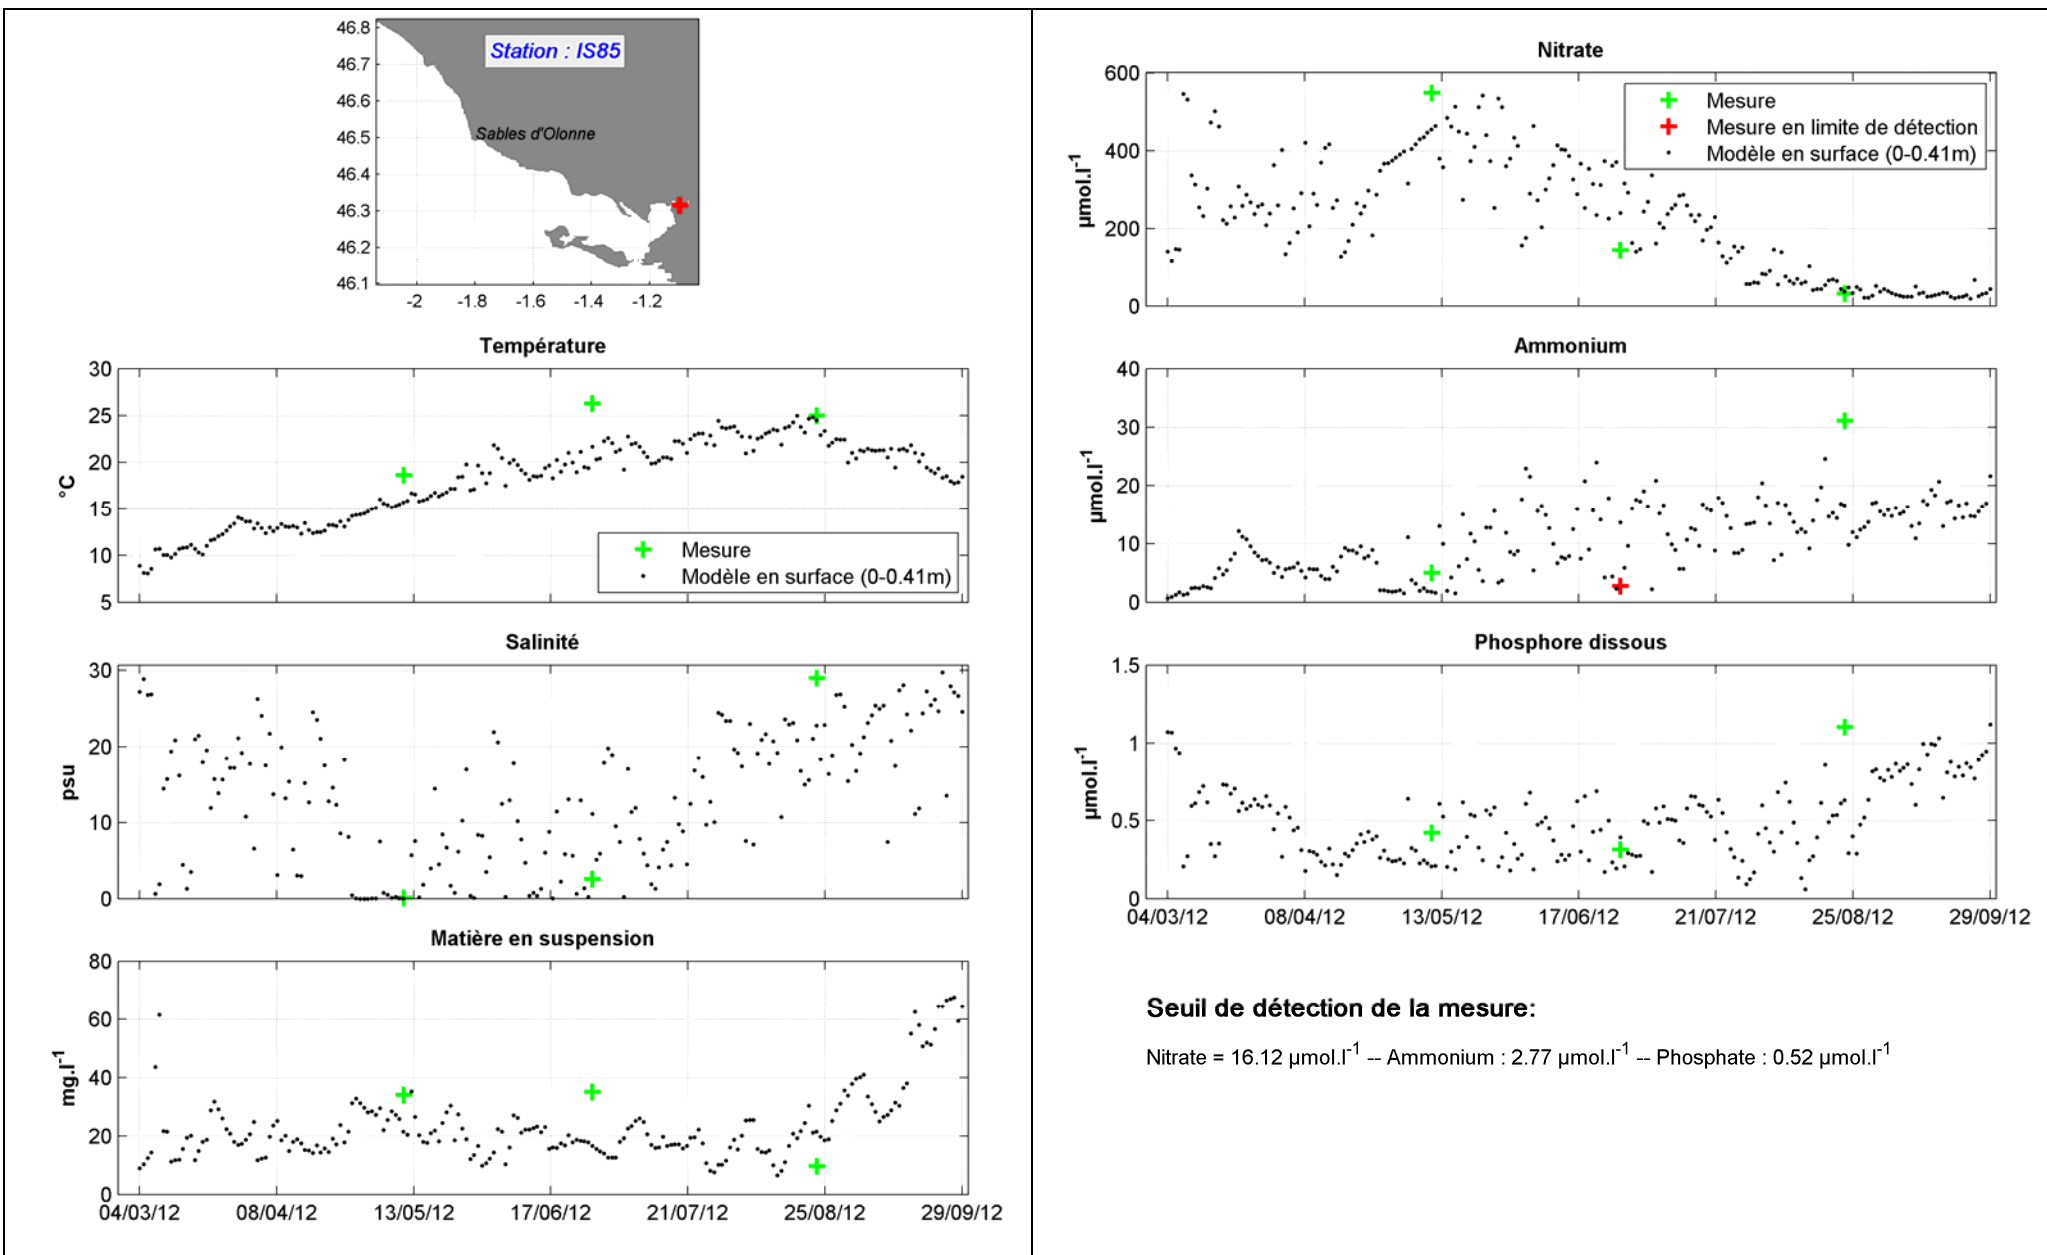 46.8
46.7
46.6
46.5
46.4
46.3
46.2
46.1
Station : IS85
Sables d'Olonne
-2 -1.8 -1.6 -1.4 -1.2
Température
30
25
20
15
10
5
°C
Mesure
Modèle en surface (0-0.41m)
Salinité
30
20
10
0
psu
Matière en suspension
80
60
40
20
0
mg.l-1
04/03/12 08/04/12 13/05/12 17/06/12 21/07/12 25/08/12 29/09/12
Nitrate
600
400
200
0
µmol.l-1
Mesure
Mesure en limite de détection
Modèle en surface (0-0.41m)
Ammonium
40
30
20
10
0
µmol.l-1
Phosphore dissous
1.5
1
0.5
0
µmol.l-1
04/03/12 08/04/12 13/05/12 17/06/12 21/07/12 25/08/12 29/09/12
Seuil de détection de la mesure:
Nitrate = 16.12 µmol.l-1 -- Ammonium : 2.77 µmol.l-1 -- Phosphate : 0.52 µmol.l-1